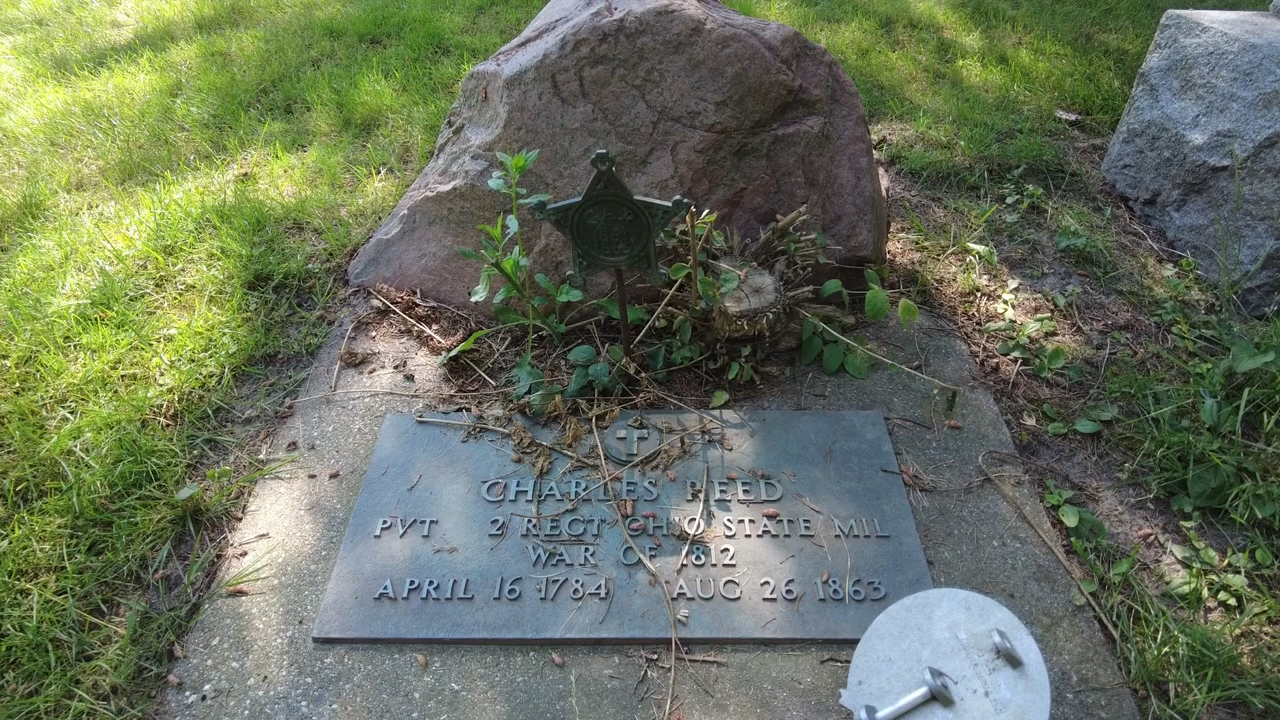 CHARLES REED
PVT 2 REGT OHIO STATE MIL
WAR OF 1812
APRIL 16 1784 AUG 26 1863